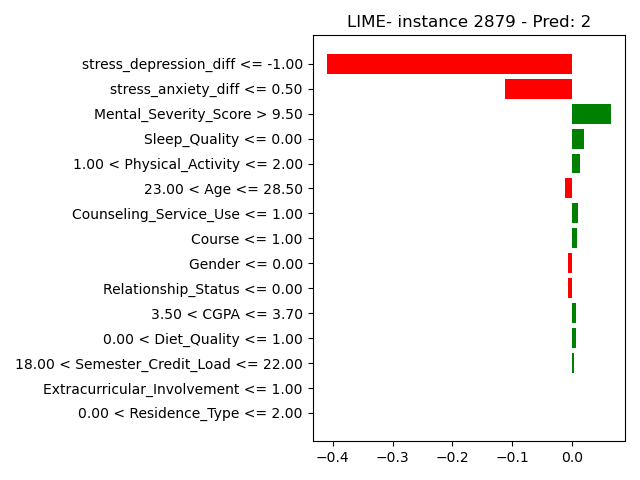 LIME- instance 2879 - Pred: 2
stress_depression_diff <= -1.00
stress_anxiety_diff <= 0.50
Mental_Severity_Score > 9.50
Sleep_Quality <= 0.00
1.00 < Physical_Activity <= 2.00
23.00 < Age <= 28.50
Counseling_Service_Use <= 1.00
Course <= 1.00
Gender <= 0.00
Relationship_Status <= 0.00
3.50 < CGPA <= 3.70
0.00 < Diet_Quality <= 1.00
18.00 < Semester_Credit_Load <= 22.00
Extracurricular_Involvement <= 1.00
0.00 < Residence_Type <= 2.00
−0.4 −0.3 −0.2 −0.1 0.0